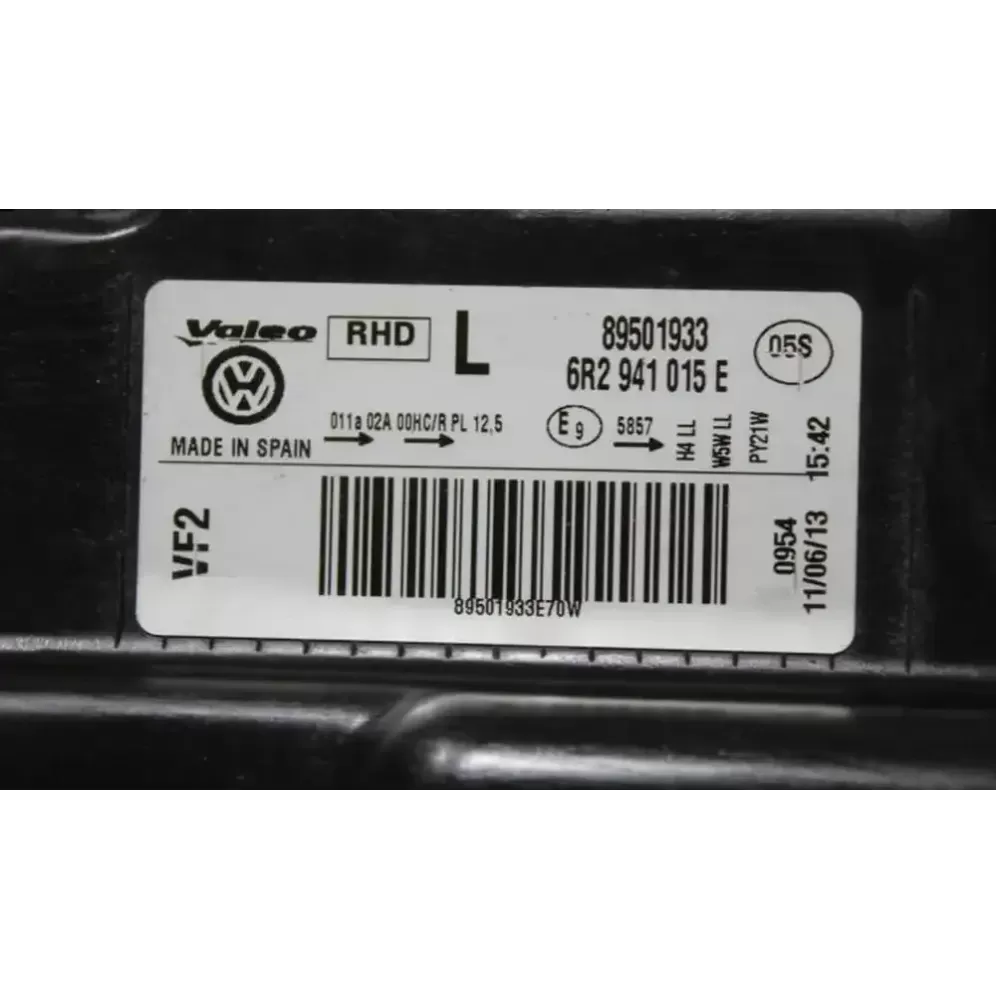 Valeo
RHD
L
89501933
6R2 941 015 E
05S
MADE IN SPAIN
011a 02A 00HC/R PL 12,5
E9
5857
H4 LL
W5W LL
PY21W
15:42
VF2
89501933E70W
0954
11/06/13